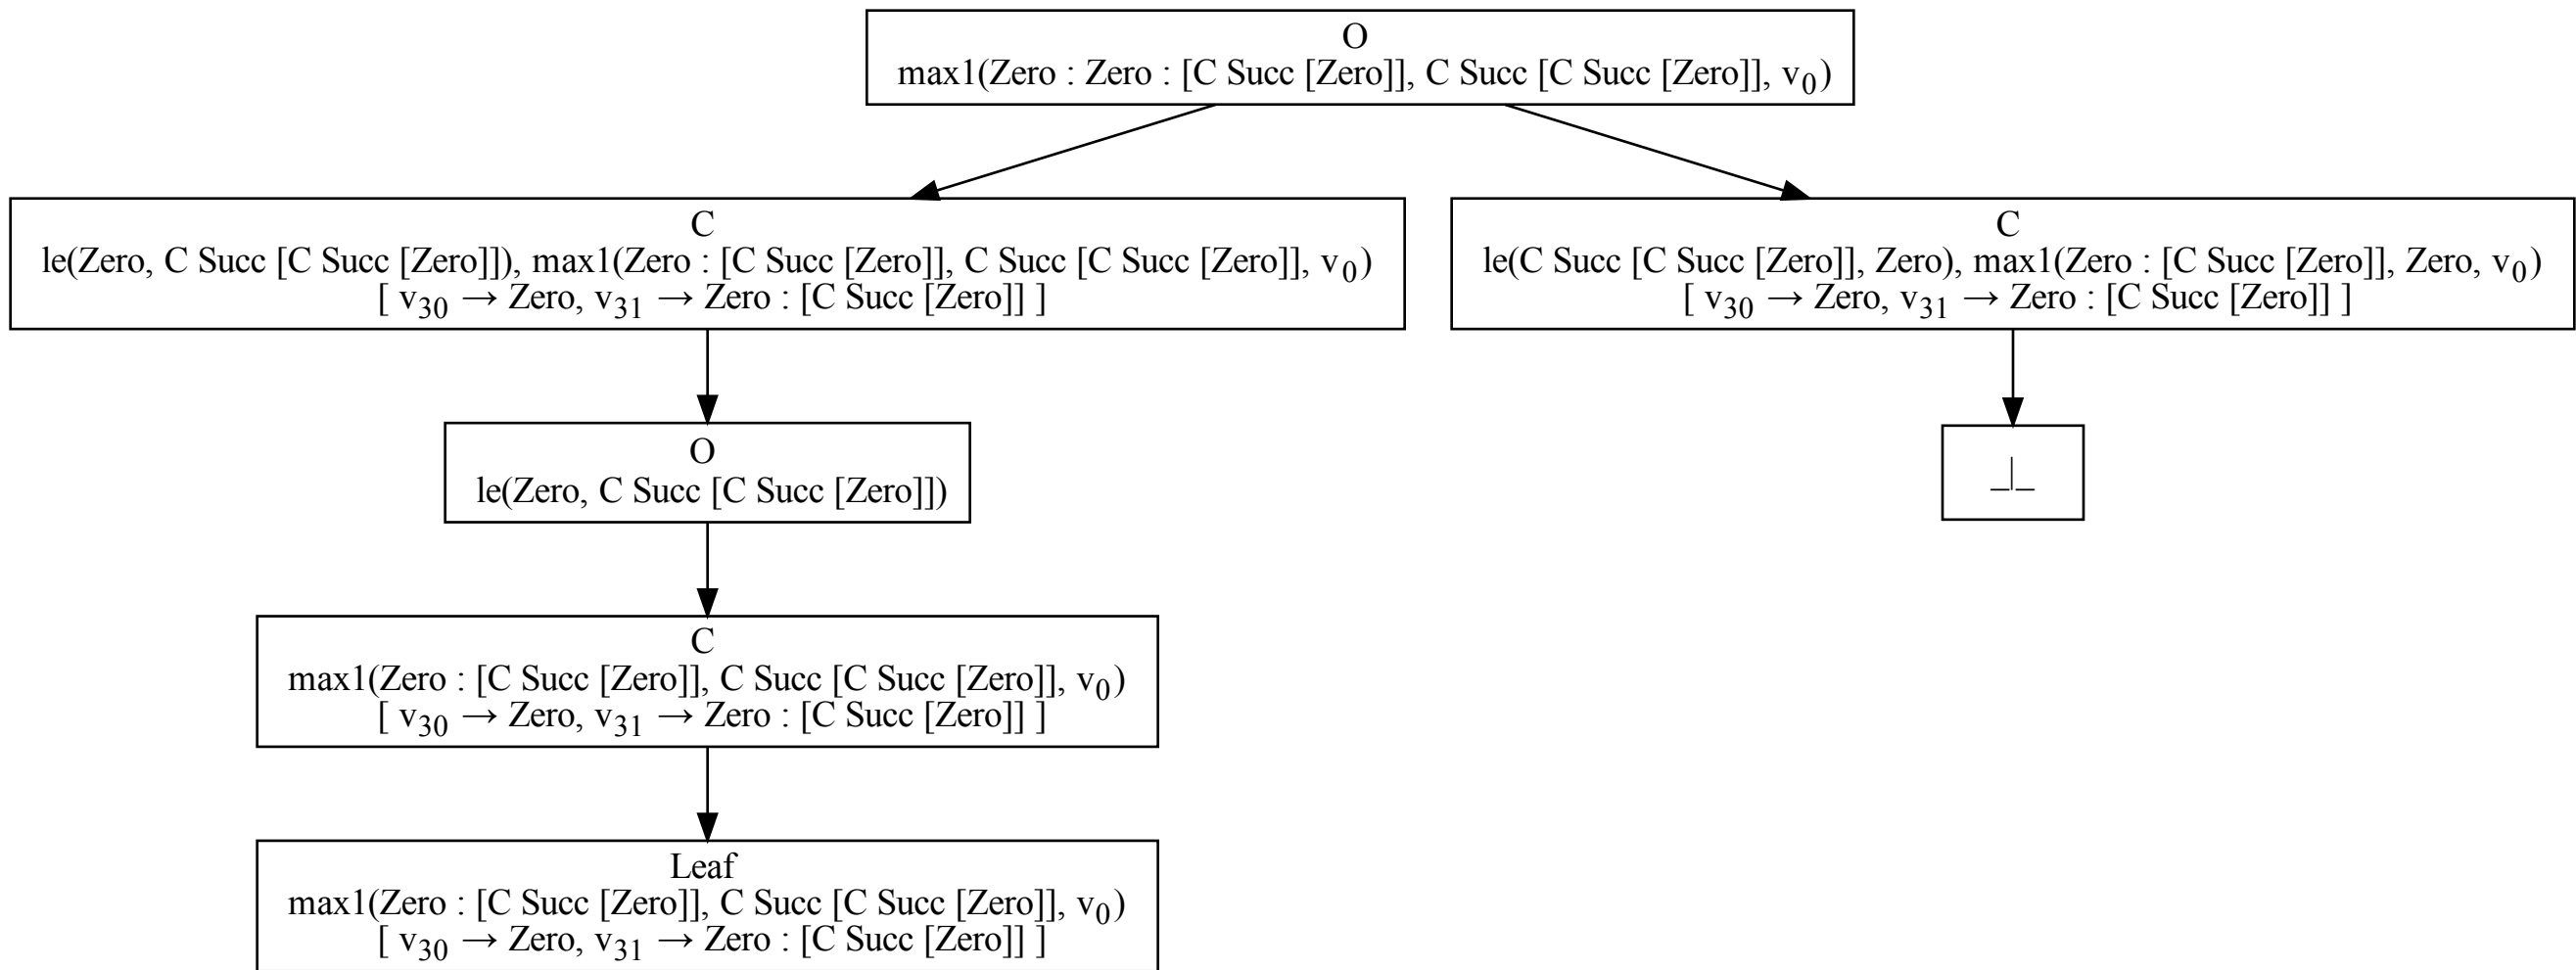 O
max1(Zero : Zero : [C Succ [Zero]], C Succ [C Succ [Zero]], v0)
C
le(Zero, C Succ [C Succ [Zero]]), max1(Zero : [C Succ [Zero]], C Succ [C Succ [Zero]], v0)
[ v30 → Zero, v31 → Zero : [C Succ [Zero]] ]
C
le(C Succ [C Succ [Zero]], Zero), max1(Zero : [C Succ [Zero]], Zero, v0)
[ v30 → Zero, v31 → Zero : [C Succ [Zero]] ]
O
le(Zero, C Succ [C Succ [Zero]])
_|_
C
max1(Zero : [C Succ [Zero]], C Succ [C Succ [Zero]], v0)
[ v30 → Zero, v31 → Zero : [C Succ [Zero]] ]
Leaf
max1(Zero : [C Succ [Zero]], C Succ [C Succ [Zero]], v0)
[ v30 → Zero, v31 → Zero : [C Succ [Zero]] ]